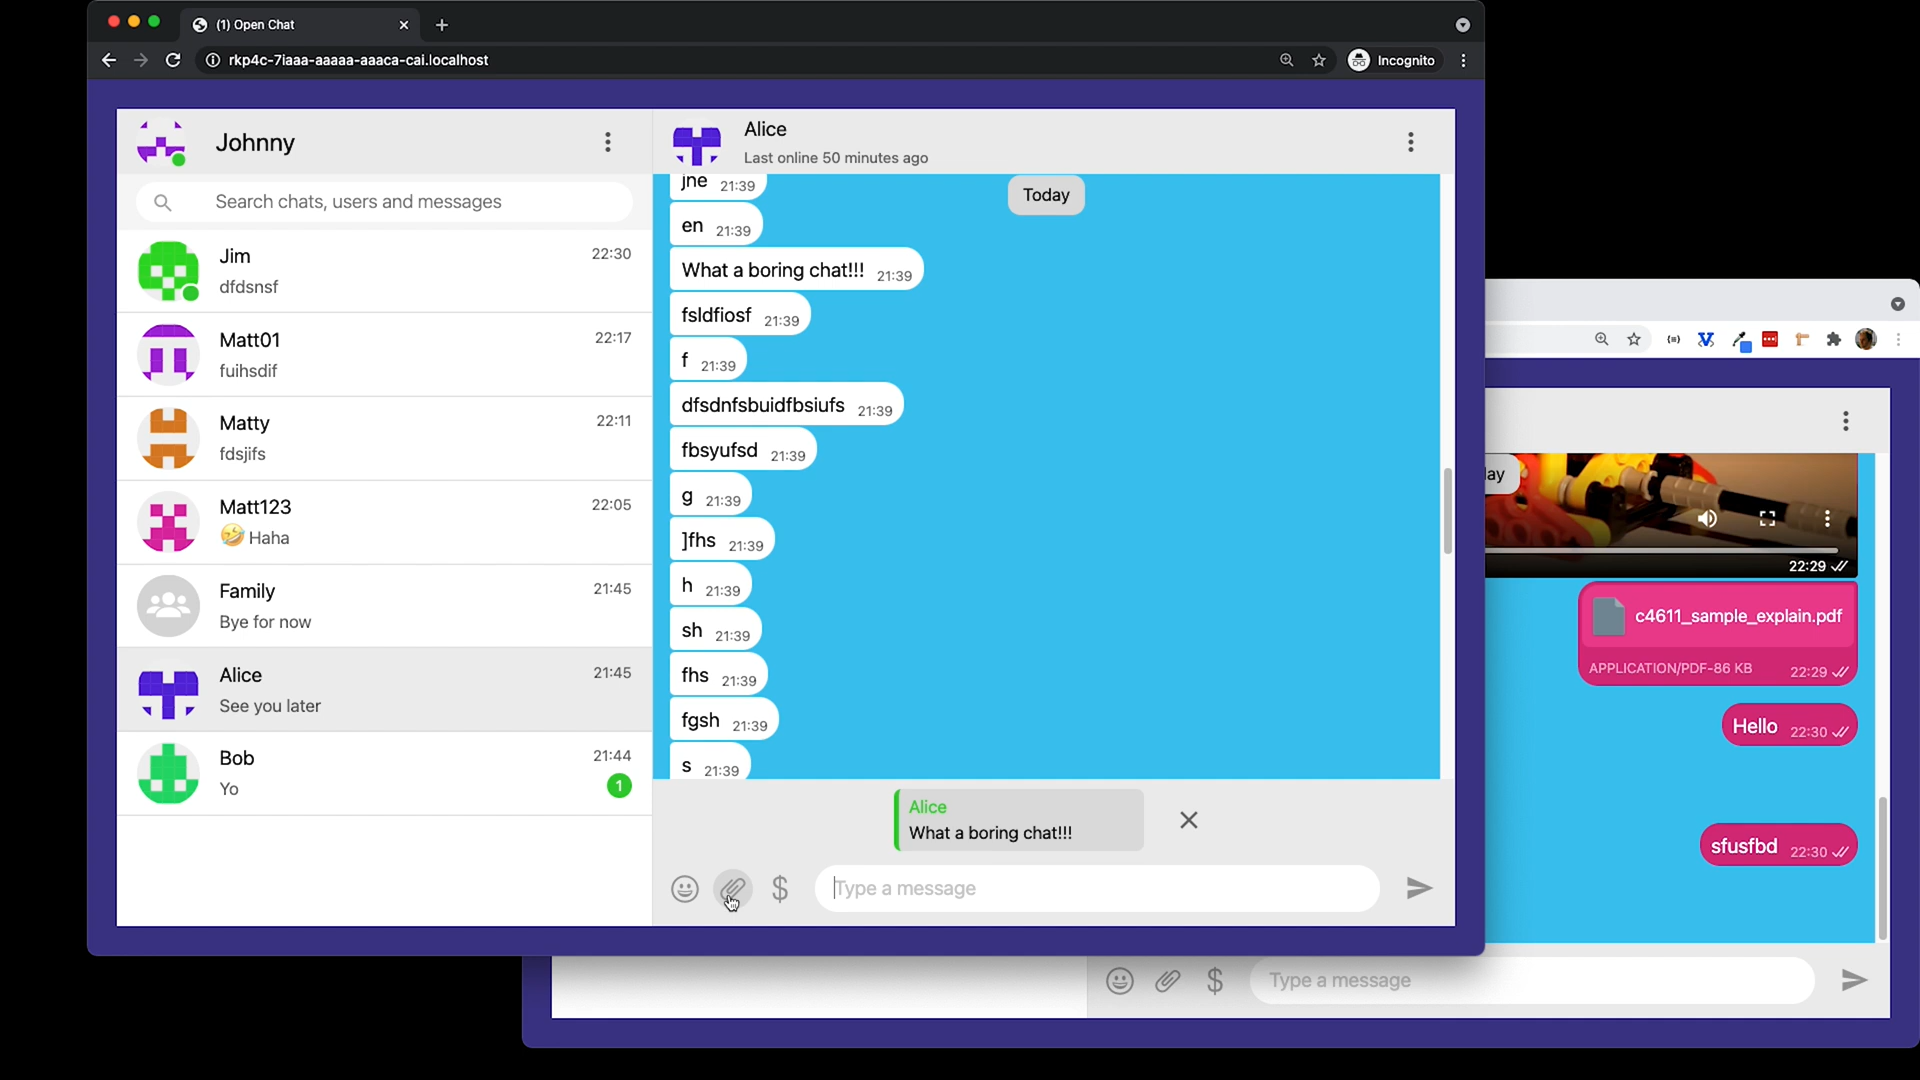 (1) Open Chat
rkp4c-7iaaa-aaaaa-aaaca-cai.localhost
Incognito
Johnny
Search chats, users and messages
Jim 22:30
dfdsnsf
Matt01 22:17
fuihsdif
Matty 22:11
fdsjifs
Matt123 22:05
🤣 Haha
Family 21:45
Bye for now
Alice 21:45
See you later
Bob 21:44
Yo 1
Alice
Last online 50 minutes ago
Today
jne 21:39
en 21:39
What a boring chat!!! 21:39
fsldfiosf 21:39
f 21:39
dfsdnfsbuidfbsiufs 21:39
fbsyufsd 21:39
g 21:39
]fhs 21:39
h 21:39
sh 21:39
fhs 21:39
fgsh 21:39
s 21:39
Alice
What a boring chat!!!
Type a message
lay
22:29
c4611_sample_explain.pdf
APPLICATION/PDF-86 KB 22:29
Hello 22:30
sfusfbd 22:30
Type a message